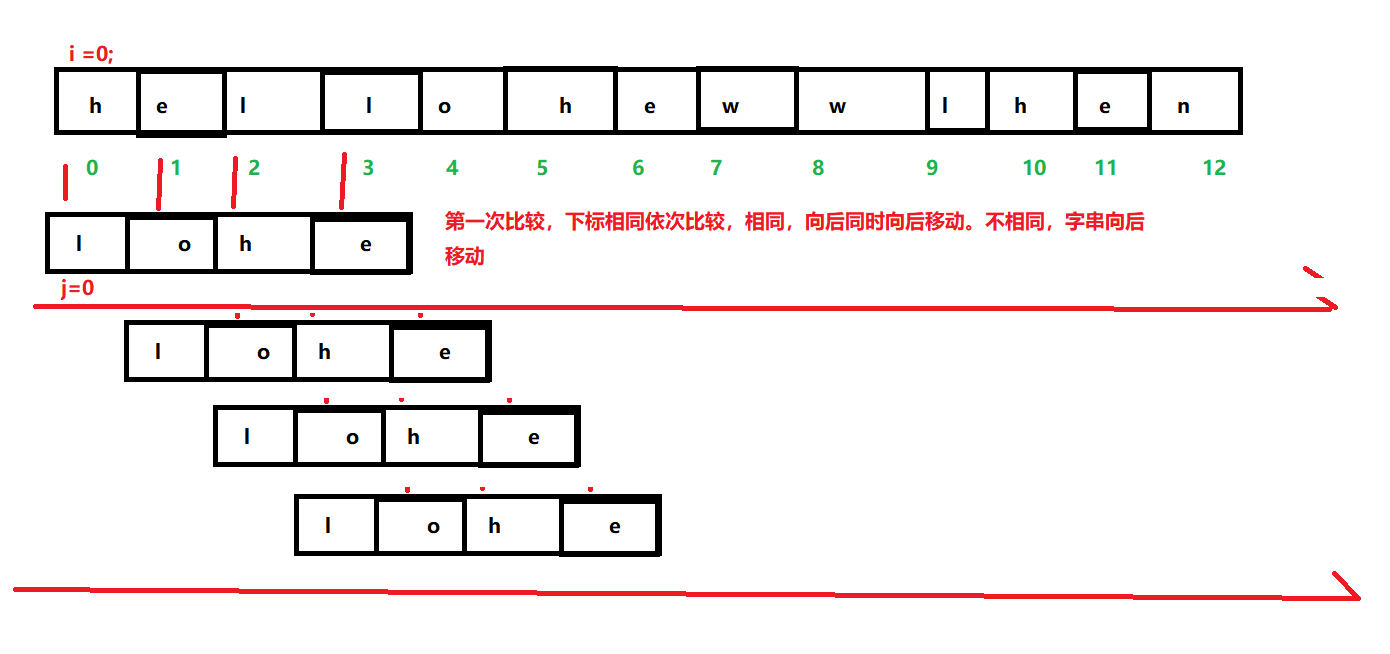 i =0;
h e l l o h e w w l h e n
0 1 2 3 4 5 6 7 8 9 10 11 12
l o h e
第一次比较，下标相同依次比较，相同，向后同时向后移动。不相同，字串向后
移动
j=0
l o h e
l o h e
l o h e